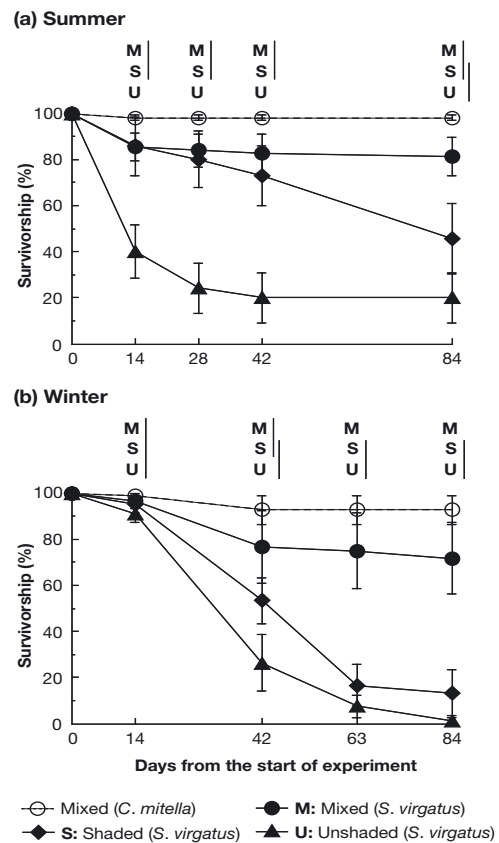 (a) Summer
M M M M
S S S S
U U U U
100
80
60
40
20
0
Survivorship (%)
0 14 28 42 84
(b) Winter
M M M M
S S S S
U U U U
100
80
60
40
20
0
Survivorship (%)
0 14 42 63 84
Days from the start of experiment
Mixed (C. mitella) M: Mixed (S. virgatus)
S: Shaded (S. virgatus) U: Unshaded (S. virgatus)